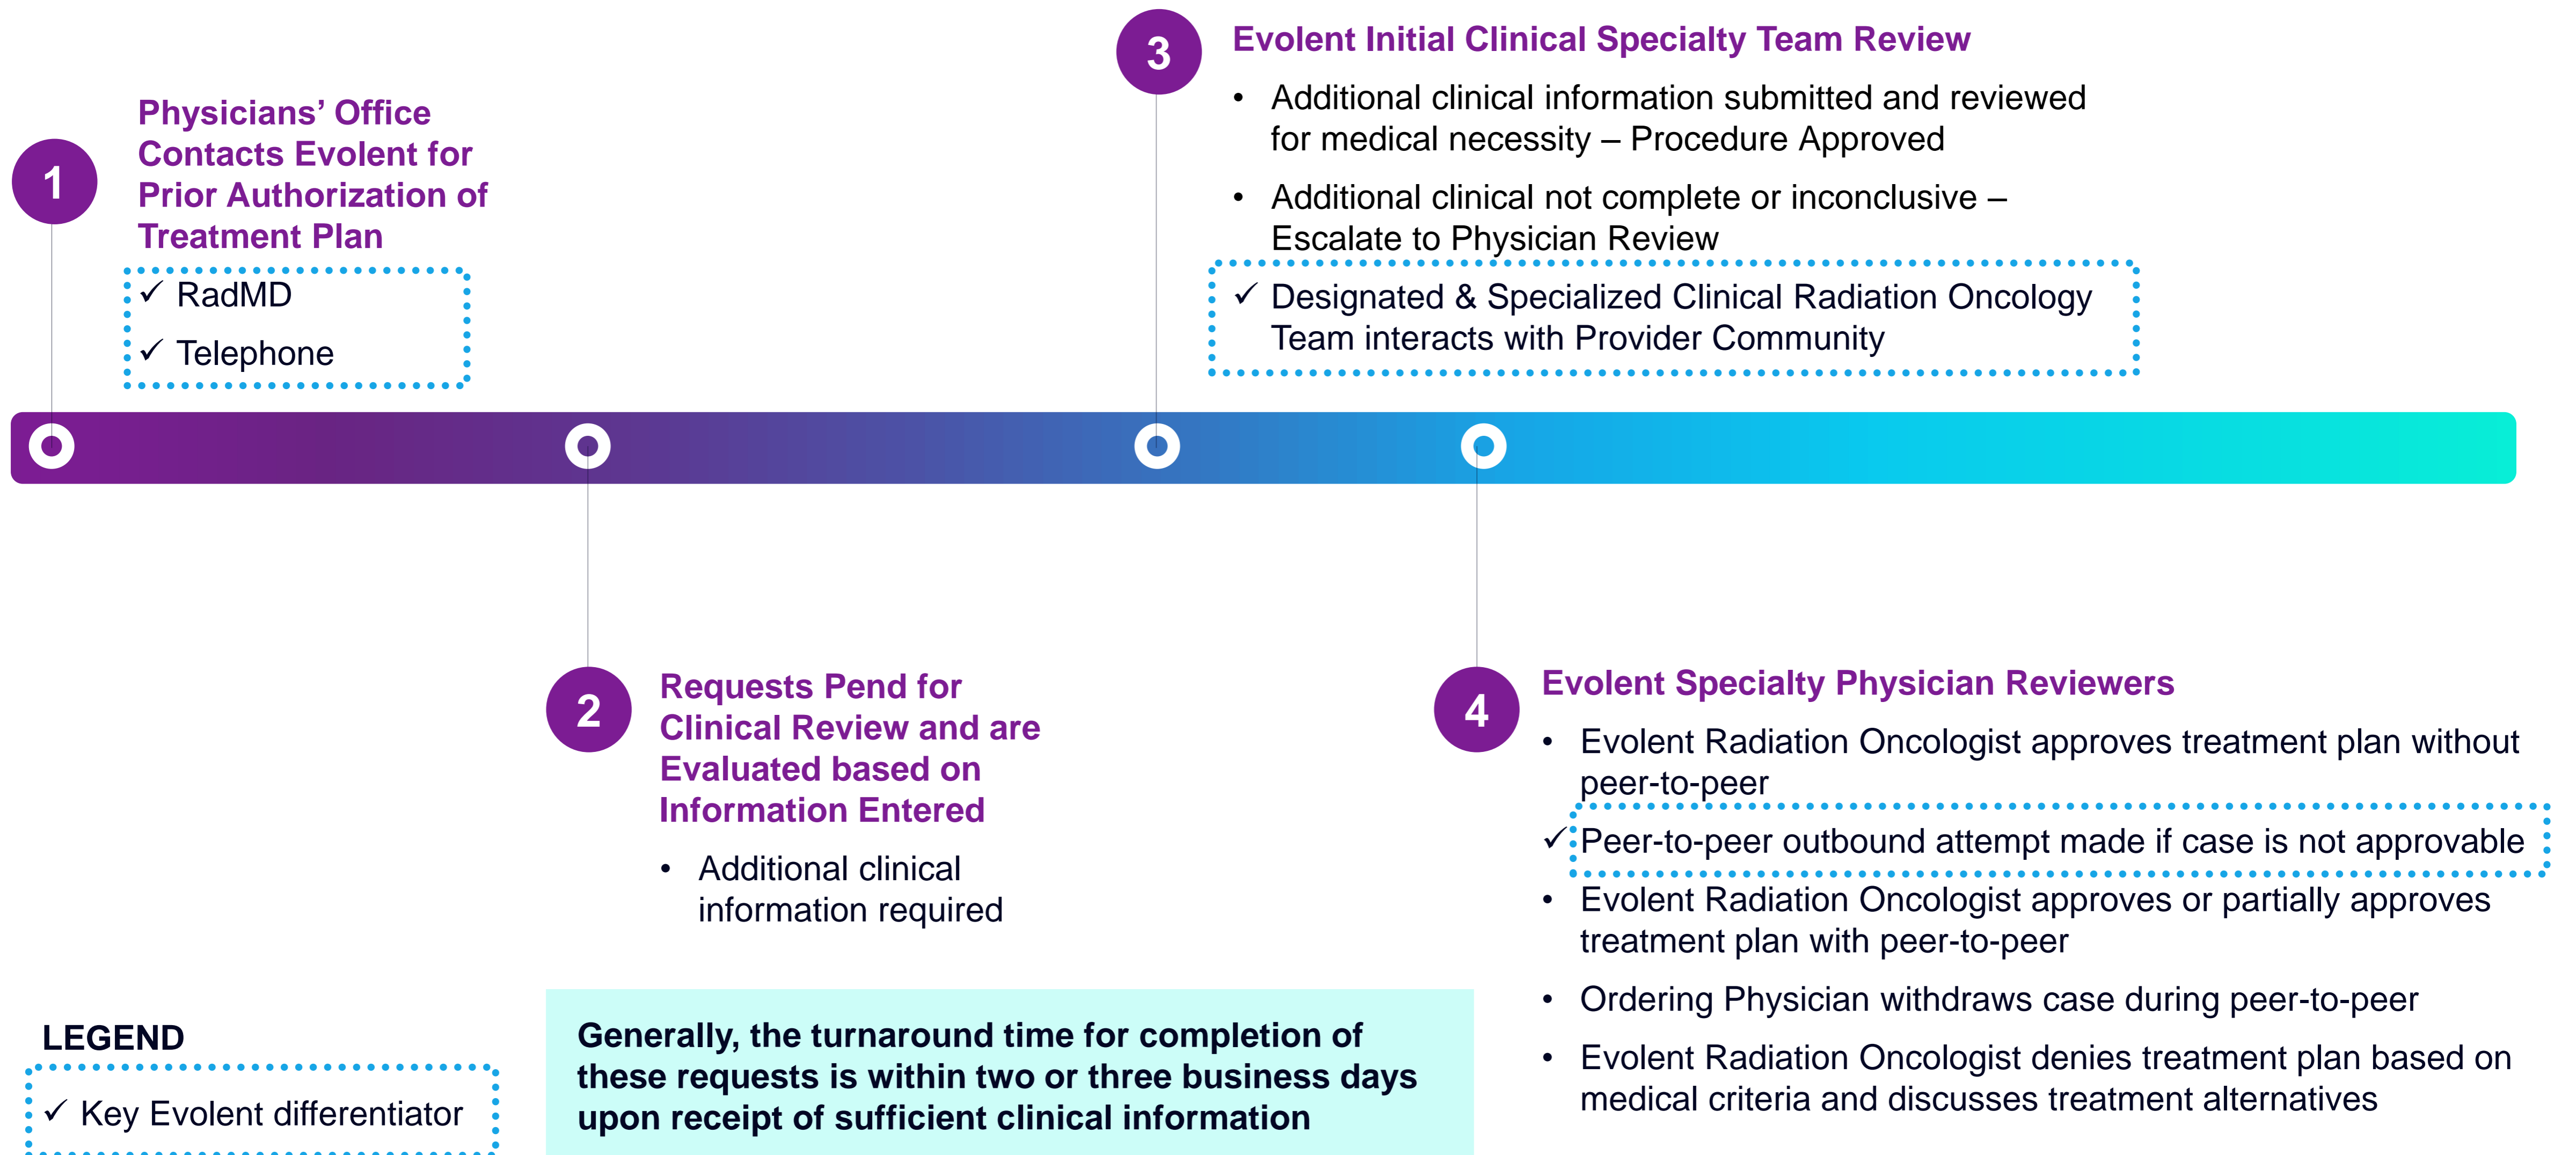 1
Physicians’ Office
Contacts Evolent for
Prior Authorization of
Treatment Plan
✓ RadMD
✓ Telephone
3
Evolent Initial Clinical Specialty Team Review
• Additional clinical information submitted and reviewed
for medical necessity – Procedure Approved
• Additional clinical not complete or inconclusive –
Escalate to Physician Review
✓ Designated & Specialized Clinical Radiation Oncology
Team interacts with Provider Community
2
Requests Pend for
Clinical Review and are
Evaluated based on
Information Entered
• Additional clinical
information required
4
Evolent Specialty Physician Reviewers
• Evolent Radiation Oncologist approves treatment plan without
peer-to-peer
✓ Peer-to-peer outbound attempt made if case is not approvable
• Evolent Radiation Oncologist approves or partially approves
treatment plan with peer-to-peer
• Ordering Physician withdraws case during peer-to-peer
• Evolent Radiation Oncologist denies treatment plan based on
medical criteria and discusses treatment alternatives
LEGEND
✓ Key Evolent differentiator
Generally, the turnaround time for completion of
these requests is within two or three business days
upon receipt of sufficient clinical information